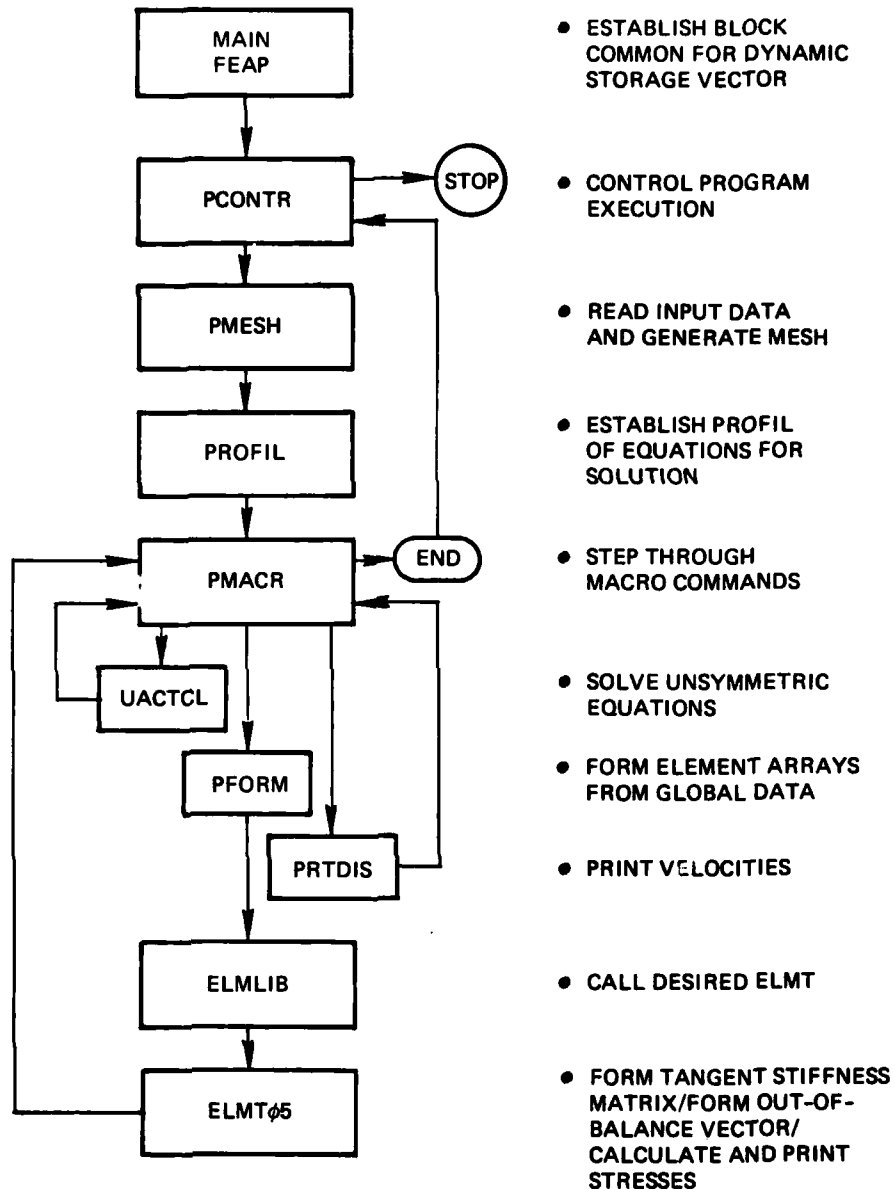 MAIN
FEAP
• ESTABLISH BLOCK
COMMON FOR DYNAMIC
STORAGE VECTOR
PCONTR
STOP
• CONTROL PROGRAM
EXECUTION
PMESH
• READ INPUT DATA
AND GENERATE MESH
PROFIL
• ESTABLISH PROFIL
OF EQUATIONS FOR
SOLUTION
PMACR
END
• STEP THROUGH
MACRO COMMANDS
UACTCL
• SOLVE UNSYMMETRIC
EQUATIONS
PFORM
• FORM ELEMENT ARRAYS
FROM GLOBAL DATA
PRTDIS
• PRINT VELOCITIES
ELMLIB
• CALL DESIRED ELMT
ELMTϕ5
• FORM TANGENT STIFFNESS
MATRIX/FORM OUT-OF-
BALANCE VECTOR/
CALCULATE AND PRINT
STRESSES